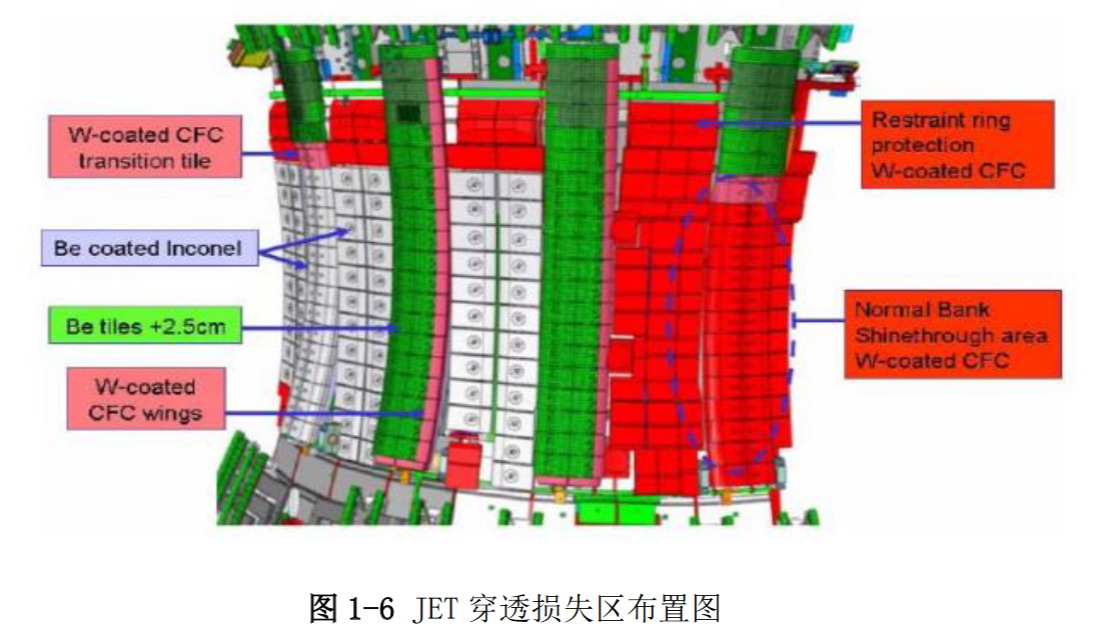 W-coated CFC
transition tile
Be coated Inconel
Be tiles +2.5cm
W-coated
CFC wings
Restraint ring
protection
W-coated CFC
Normal Bank
Shinethrough area
W-coated CFC
图 1-6 JET 穿透损失区布置图